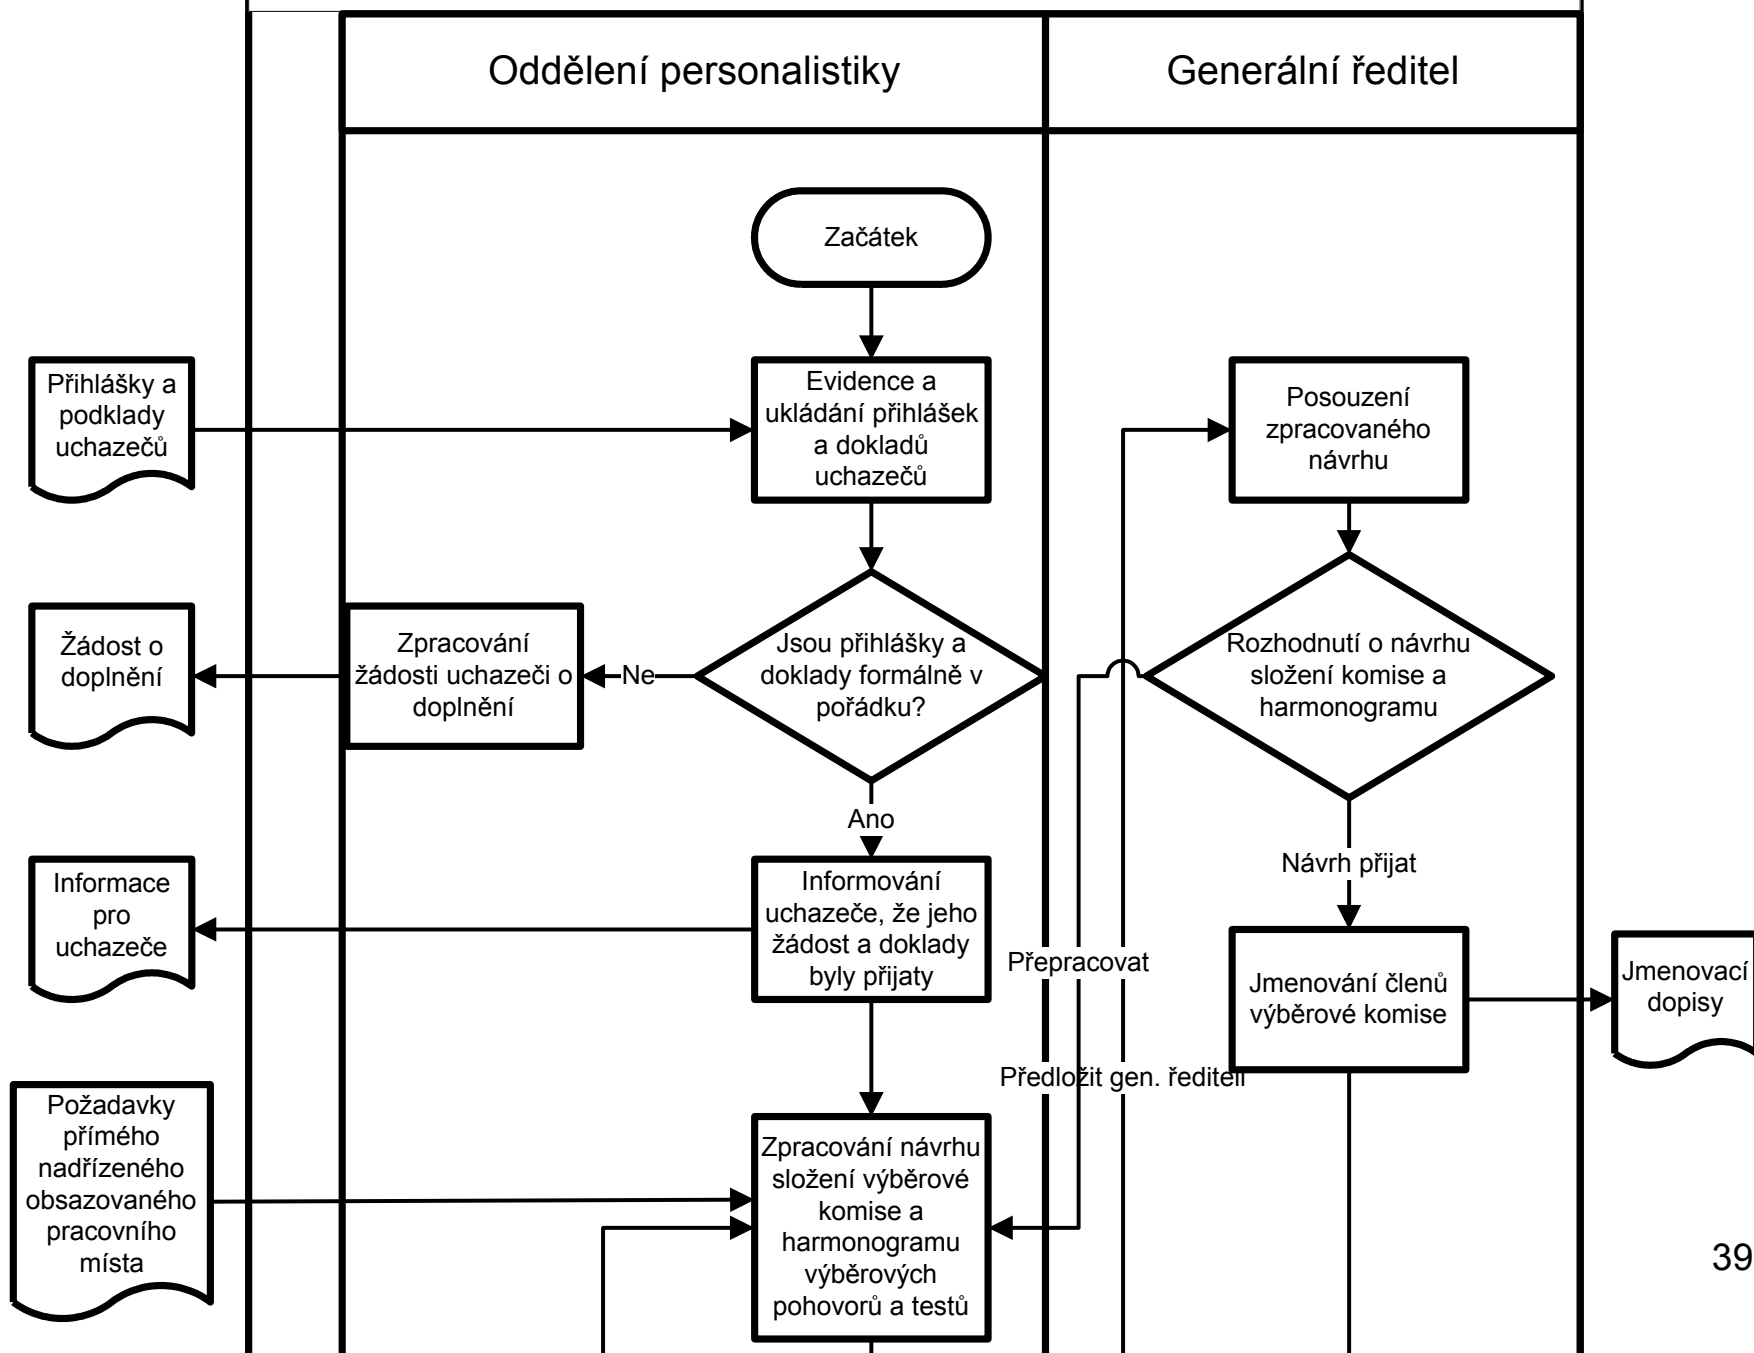 Oddělení personalistiky
Generální ředitel
Začátek
Přihlášky a
podklady
uchazečů
Evidence a
ukládání přihlášek
a dokladů
uchazečů
Posouzení
zpracovaného
návrhu
Žádost o
doplnění
Zpracování
žádosti uchazeči o
doplnění
Ne
Jsou přihlášky a
doklady formálně v
pořádku?
Rozhodnutí o návrhu
složení komise a
harmonogramu
Ano
Návrh přijat
Informace
pro
uchazeče
Informování
uchazeče, že jeho
žádost a doklady
byly přijaty
Přepracovat
Jmenování členů
výběrové komise
Jmenovací
dopisy
Předložit gen. řediteli
Požadavky
přímého
nadřízeného
obsazovaného
pracovního
místa
Zpracování návrhu
složení výběrové
komise a
harmonogramu
výběrových
pohovorů a testů
39